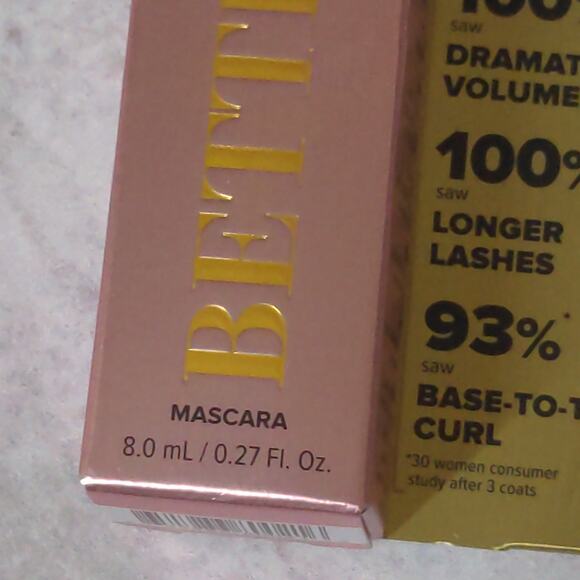 BETT
MASCARA
8.0 mL / 0.27 Fl. Oz.
100%
saw
DRAMAT
VOLUME
100%
saw
LONGER
LASHES
93%*
saw
BASE-TO-T
CURL
*30 women consumer
study after 3 coats